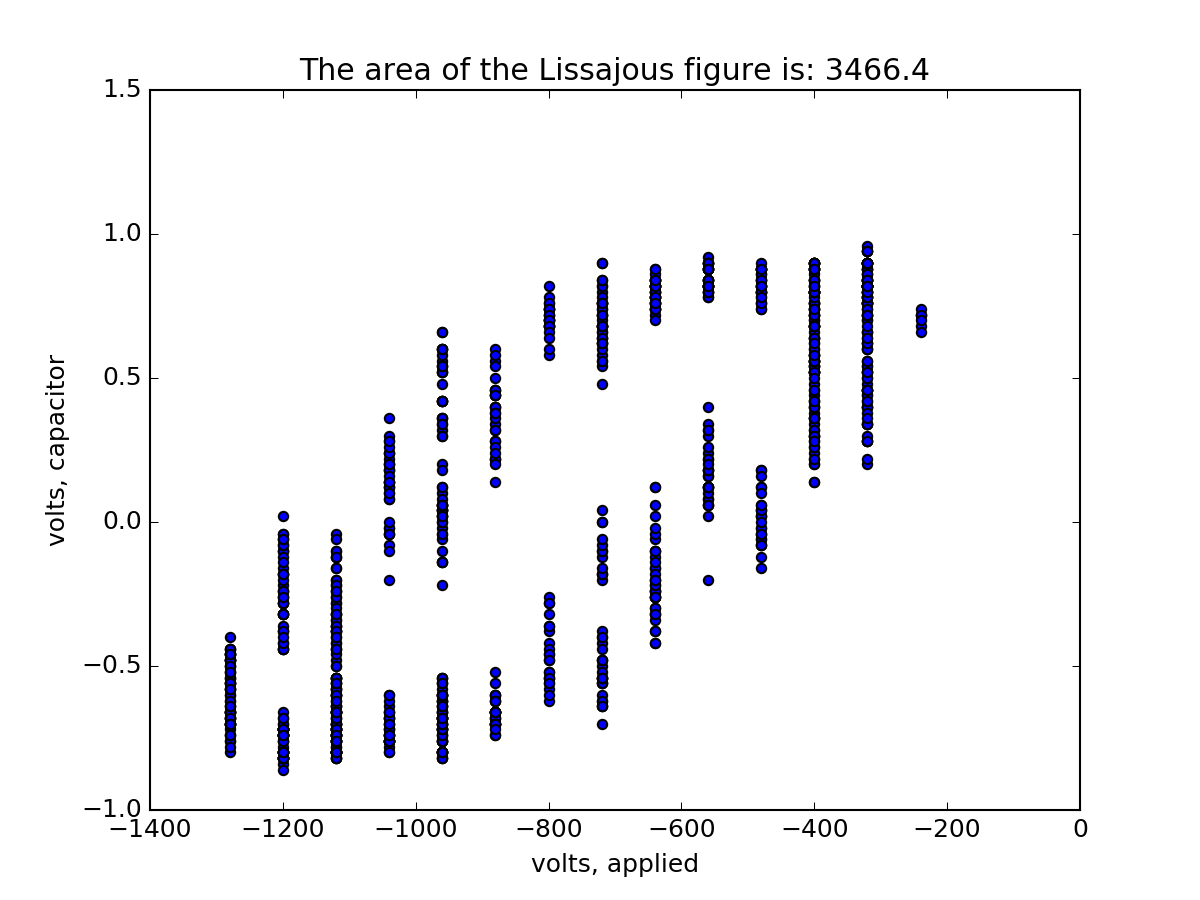 The area of the Lissajous figure is: 3466.4
1.5
1.0
0.5
0.0
−0.5
−1.0
volts, capacitor
−1400 −1200 −1000 −800 −600 −400 −200 0
volts, applied